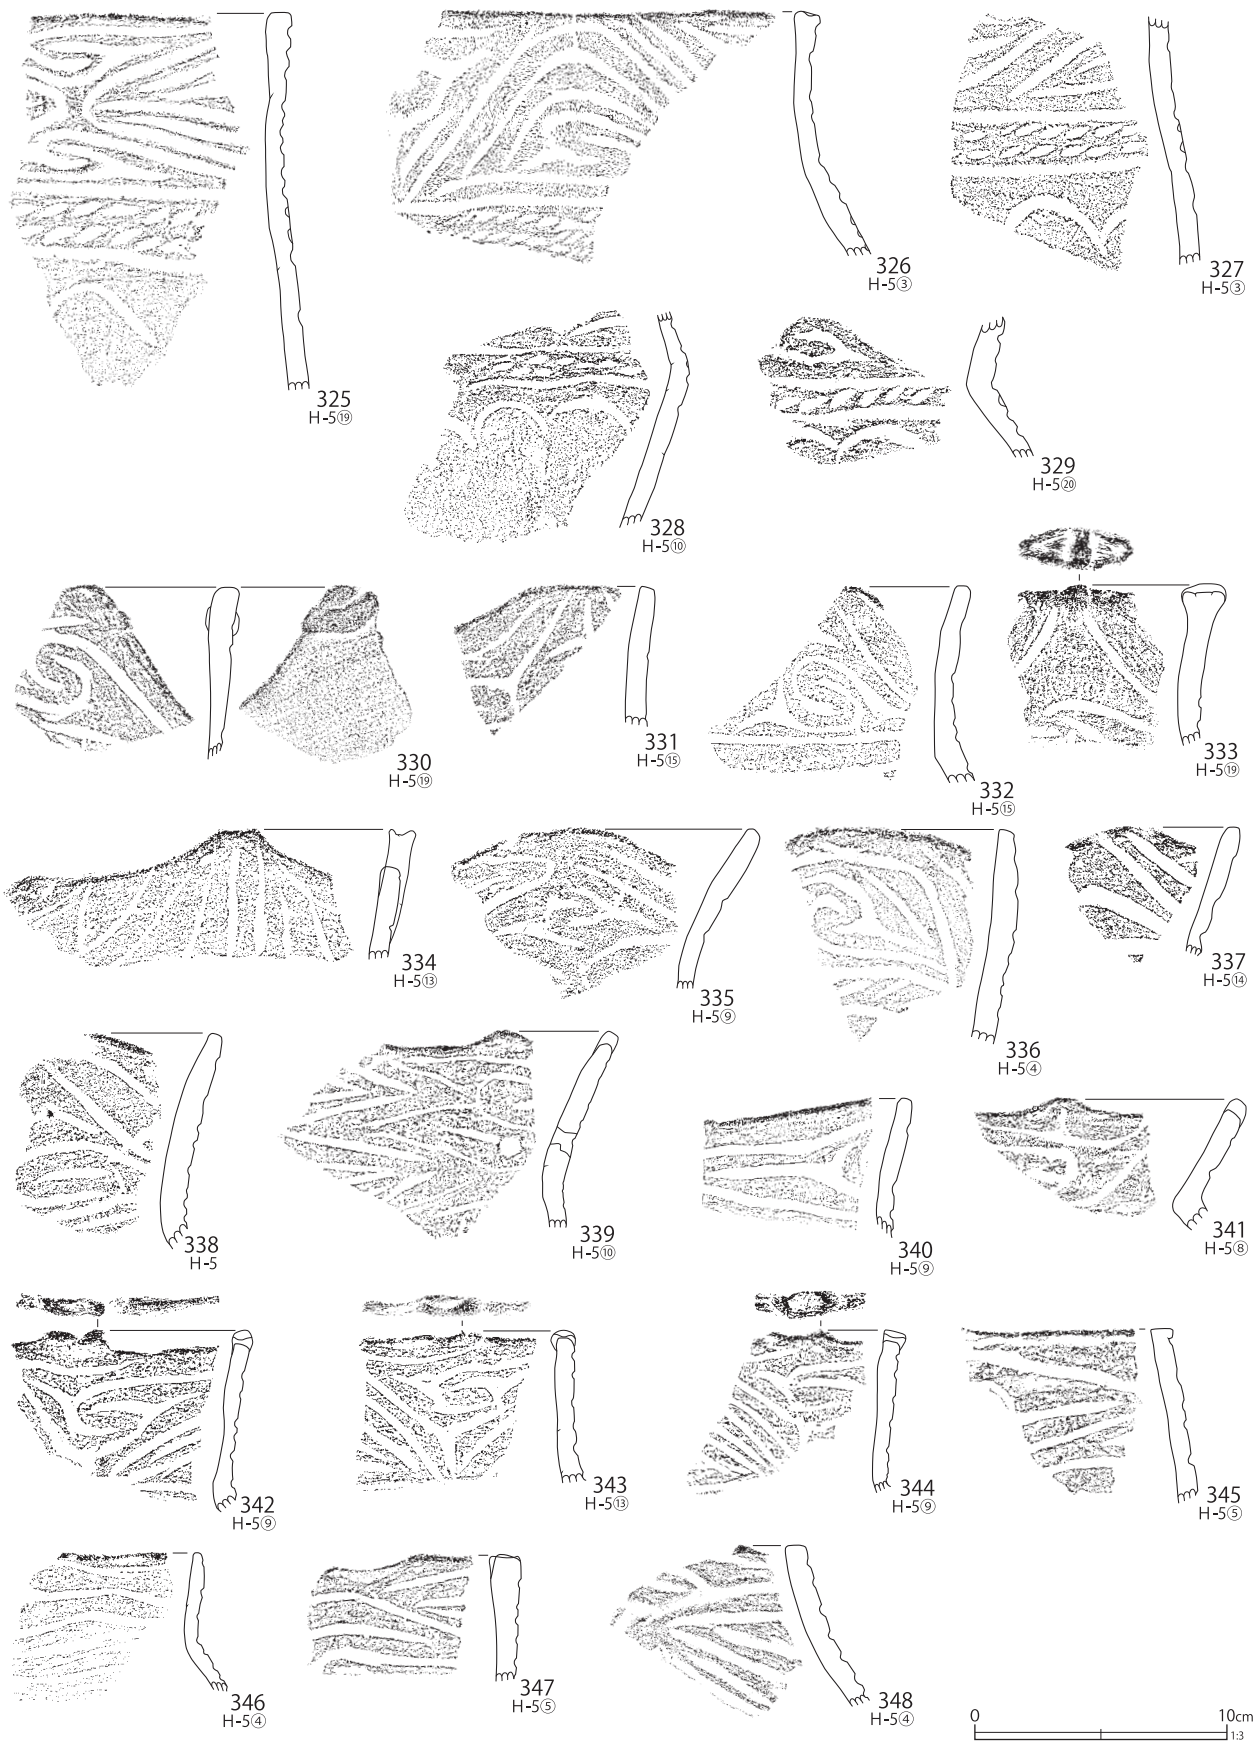 325
H-5⑲
326
H-5③
327
H-5③
328
H-5⑩
329
H-5⑳
330
H-5⑲
331
H-5⑮
332
H-5⑮
333
H-5⑲
334
H-5⑬
335
H-5⑨
336
H-5④
337
H-5⑭
338
H-5
339
H-5⑩
340
H-5⑨
341
H-5⑧
342
H-5⑨
343
H-5⑬
344
H-5⑨
345
H-5⑤
346
H-5④
347
H-5⑤
348
H-5④
0 10cm
1:3